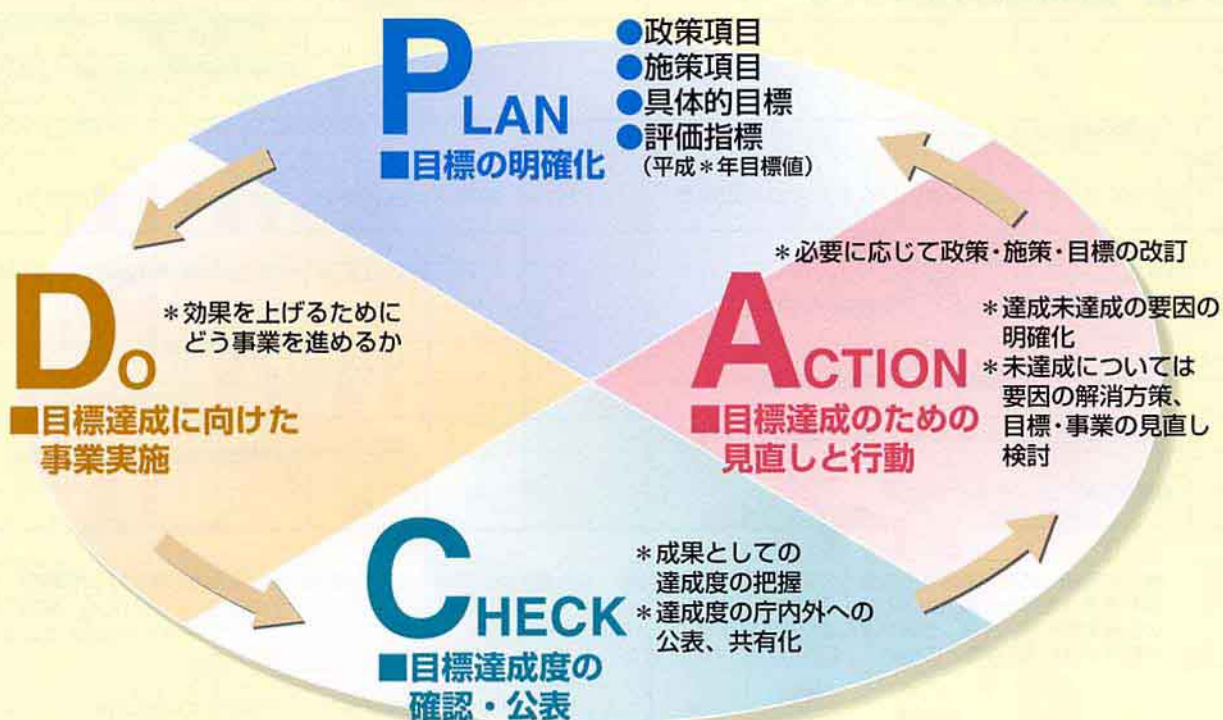 PLAN
■目標の明確化
●政策項目
●施策項目
●具体的目標
●評価指標
（平成＊年目標値）
DO
■目標達成に向けた
事業実施
＊効果を上げるために
どう事業を進めるか
CHECK
■目標達成度の
確認・公表
＊成果としての
達成度の把握
＊達成度の庁内外への
公表、共有化
ACTION
■目標達成のための
見直しと行動
＊必要に応じて政策・施策・目標の改訂
＊達成未達成の要因の
明確化
＊未達成については
要因の解消方策、
目標・事業の見直し
検討